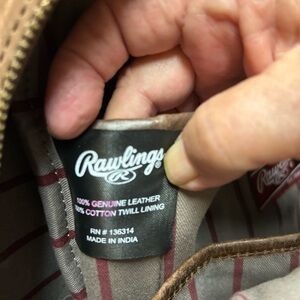 Rawlings
R
100% GENUINE LEATHER
100% COTTON TWILL LINING
RN # 136314
MADE IN INDIA